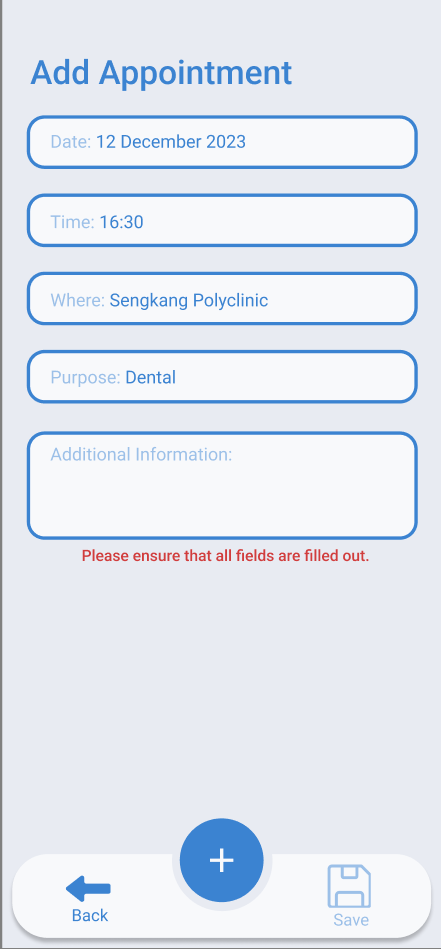 Add Appointment
Date: 12 December 2023
Time: 16:30
Where: Sengkang Polyclinic
Purpose: Dental
Additional Information:
Please ensure that all fields are filled out.
+
Back
Save